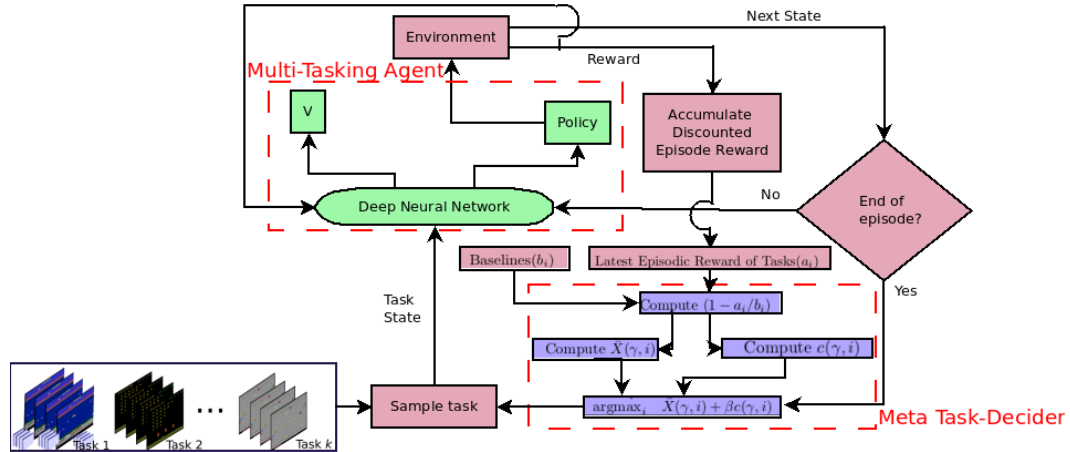 Next State
Environment
Reward
Multi-Tasking Agent
V
Policy
Accumulate
Discounted
Episode Reward
Deep Neural Network
No
End of
episode?
Baselines(b_i)
Latest Episodic Reward of Tasks(a_i)
Yes
Task
State
Compute (1 − a_i/b_i)
Compute X̄(γ, i)
Compute c(γ, i)
Sample task
argmax_i X̄(γ, i) + βc(γ, i)
Meta Task-Decider
Task 1
Task 2
...
Task k